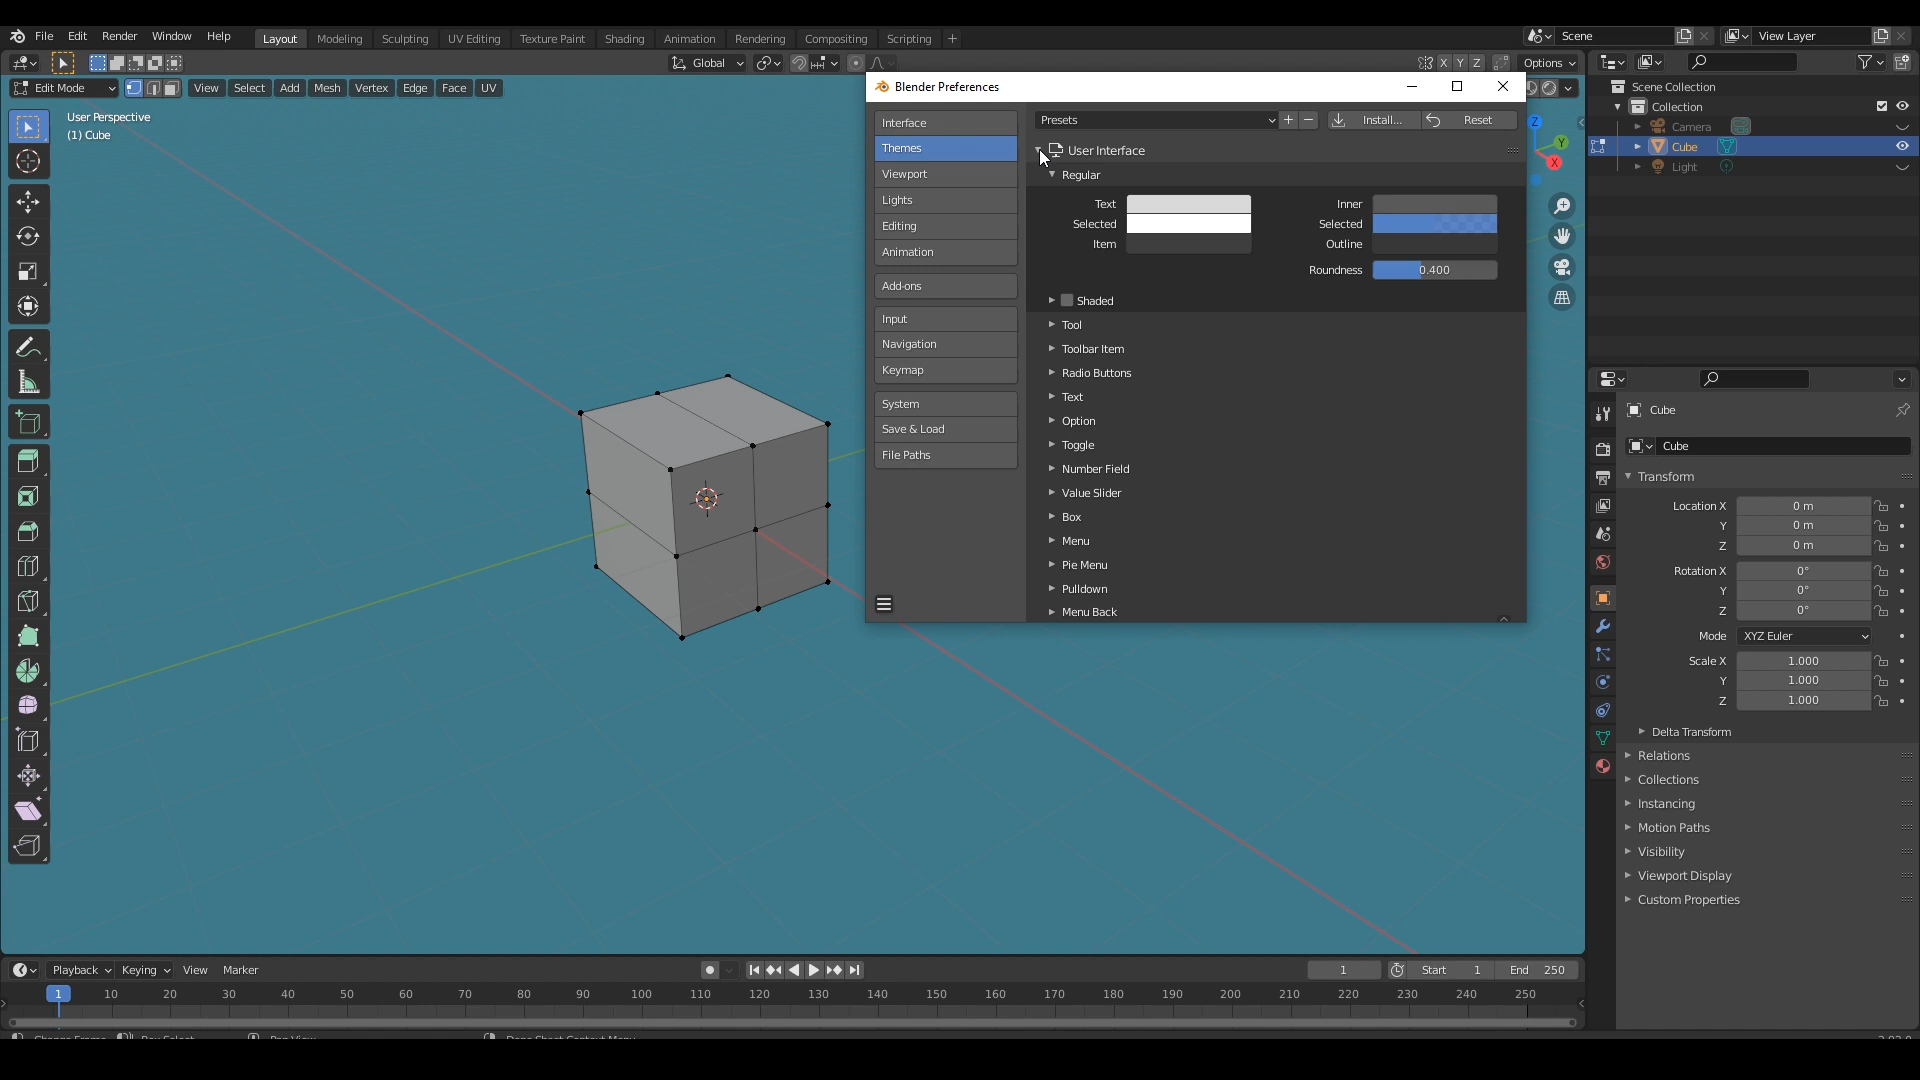 File Edit Render Window Help Layout Modeling Sculpting UV Editing Texture Paint Shading Animation Rendering Compositing Scripting + Scene View Layer
Global X Y Z Options
Edit Mode View Select Add Mesh Vertex Edge Face UV
User Perspective
(1) Cube
Blender Preferences
Interface
Themes
Viewport
Lights
Editing
Animation
Add-ons
Input
Navigation
Keymap
System
Save & Load
File Paths
Presets + − Install... Reset
User Interface
Regular
Text Inner
Selected Selected
Item Outline
Roundness 0.400
Shaded
Tool
Toolbar Item
Radio Buttons
Text
Option
Toggle
Number Field
Value Slider
Box
Menu
Pie Menu
Pulldown
Menu Back
Z
Y
X
Scene Collection
Collection
Camera
Cube
Light
Cube
Cube
Transform
Location X 0 m
Y 0 m
Z 0 m
Rotation X 0°
Y 0°
Z 0°
Mode XYZ Euler
Scale X 1.000
Y 1.000
Z 1.000
Delta Transform
Relations
Collections
Instancing
Motion Paths
Visibility
Viewport Display
Custom Properties
Playback Keying View Marker 1 Start 1 End 250
1 10 20 30 40 50 60 70 80 90 100 110 120 130 140 150 160 170 180 190 200 210 220 230 240 250